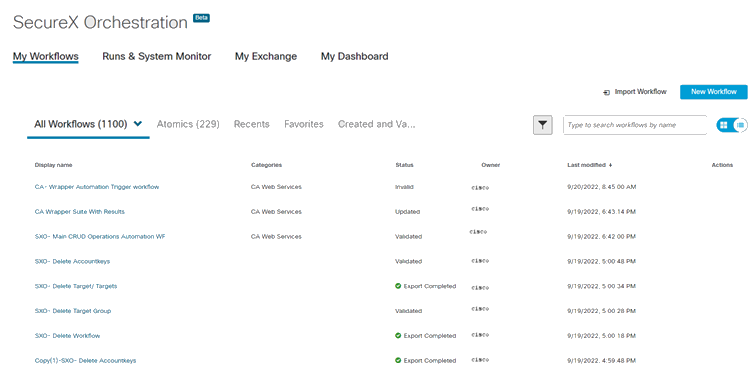 SecureX Orchestration Beta
My Workflows Runs & System Monitor My Exchange My Dashboard
Import Workflow New Workflow
All Workflows (1100) Atomics (229) Recents Favorites Created and Va... Type to search workflows by name
Display name Categories Status Owner Last modified Actions
CA - Wrapper Automation Trigger workflow CA Web Services Invalid cisco 9/20/2022, 8:45:00 AM
CA Wrapper Suite With Results CA Web Services Updated cisco 9/19/2022, 6:43:14 PM
SXO- Main CRUD Operations Automation WF CA Web Services Validated cisco 9/19/2022, 6:42:00 PM
SXO- Delete Accountkeys Validated cisco 9/19/2022, 5:00:48 PM
SXO- Delete Target/ Targets Export Completed cisco 9/19/2022, 5:00:34 PM
SXO- Delete Target Group Validated cisco 9/19/2022, 5:00:28 PM
SXO- Delete Workflow Export Completed cisco 9/19/2022, 5:00:18 PM
Copy(1)-SXO- Delete Accountkeys Export Completed cisco 9/19/2022, 4:59:48 PM